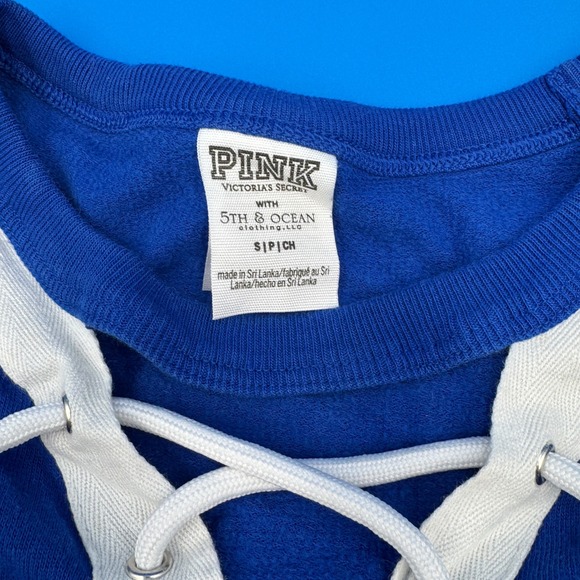 PINK
VICTORIA'S SECRET
WITH
5TH & OCEAN
clothing, LLC
S|P|CH
made in Sri Lanka/fabriqué au Sri
Lanka/hecho en Sri Lanka